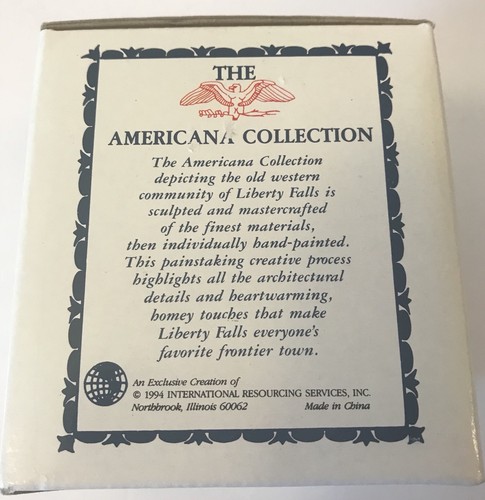 THE
AMERICANA COLLECTION
The Americana Collection
depicting the old western
community of Liberty Falls is
sculpted and mastercrafted
of the finest materials,
then individually hand-painted.
This painstaking creative process
highlights all the architectural
details and heartwarming,
homey touches that make
Liberty Falls everyone's
favorite frontier town.
An Exclusive Creation of
© 1994 INTERNATIONAL RESOURCING SERVICES, INC.
Northbrook, Illinois 60062 Made in China